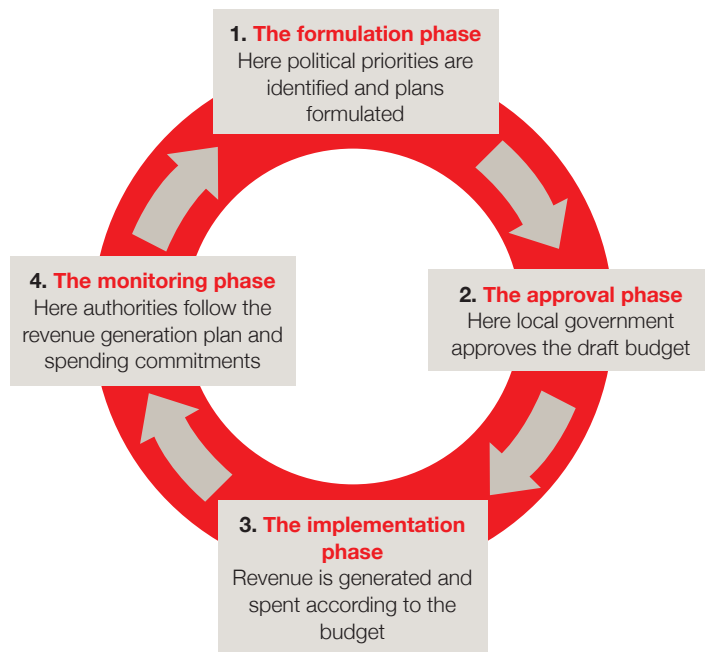 1. The formulation phase
Here political priorities are
identified and plans
formulated
2. The approval phase
Here local government
approves the draft budget
3. The implementation
phase
Revenue is generated and
spent according to the
budget
4. The monitoring phase
Here authorities follow the
revenue generation plan and
spending commitments